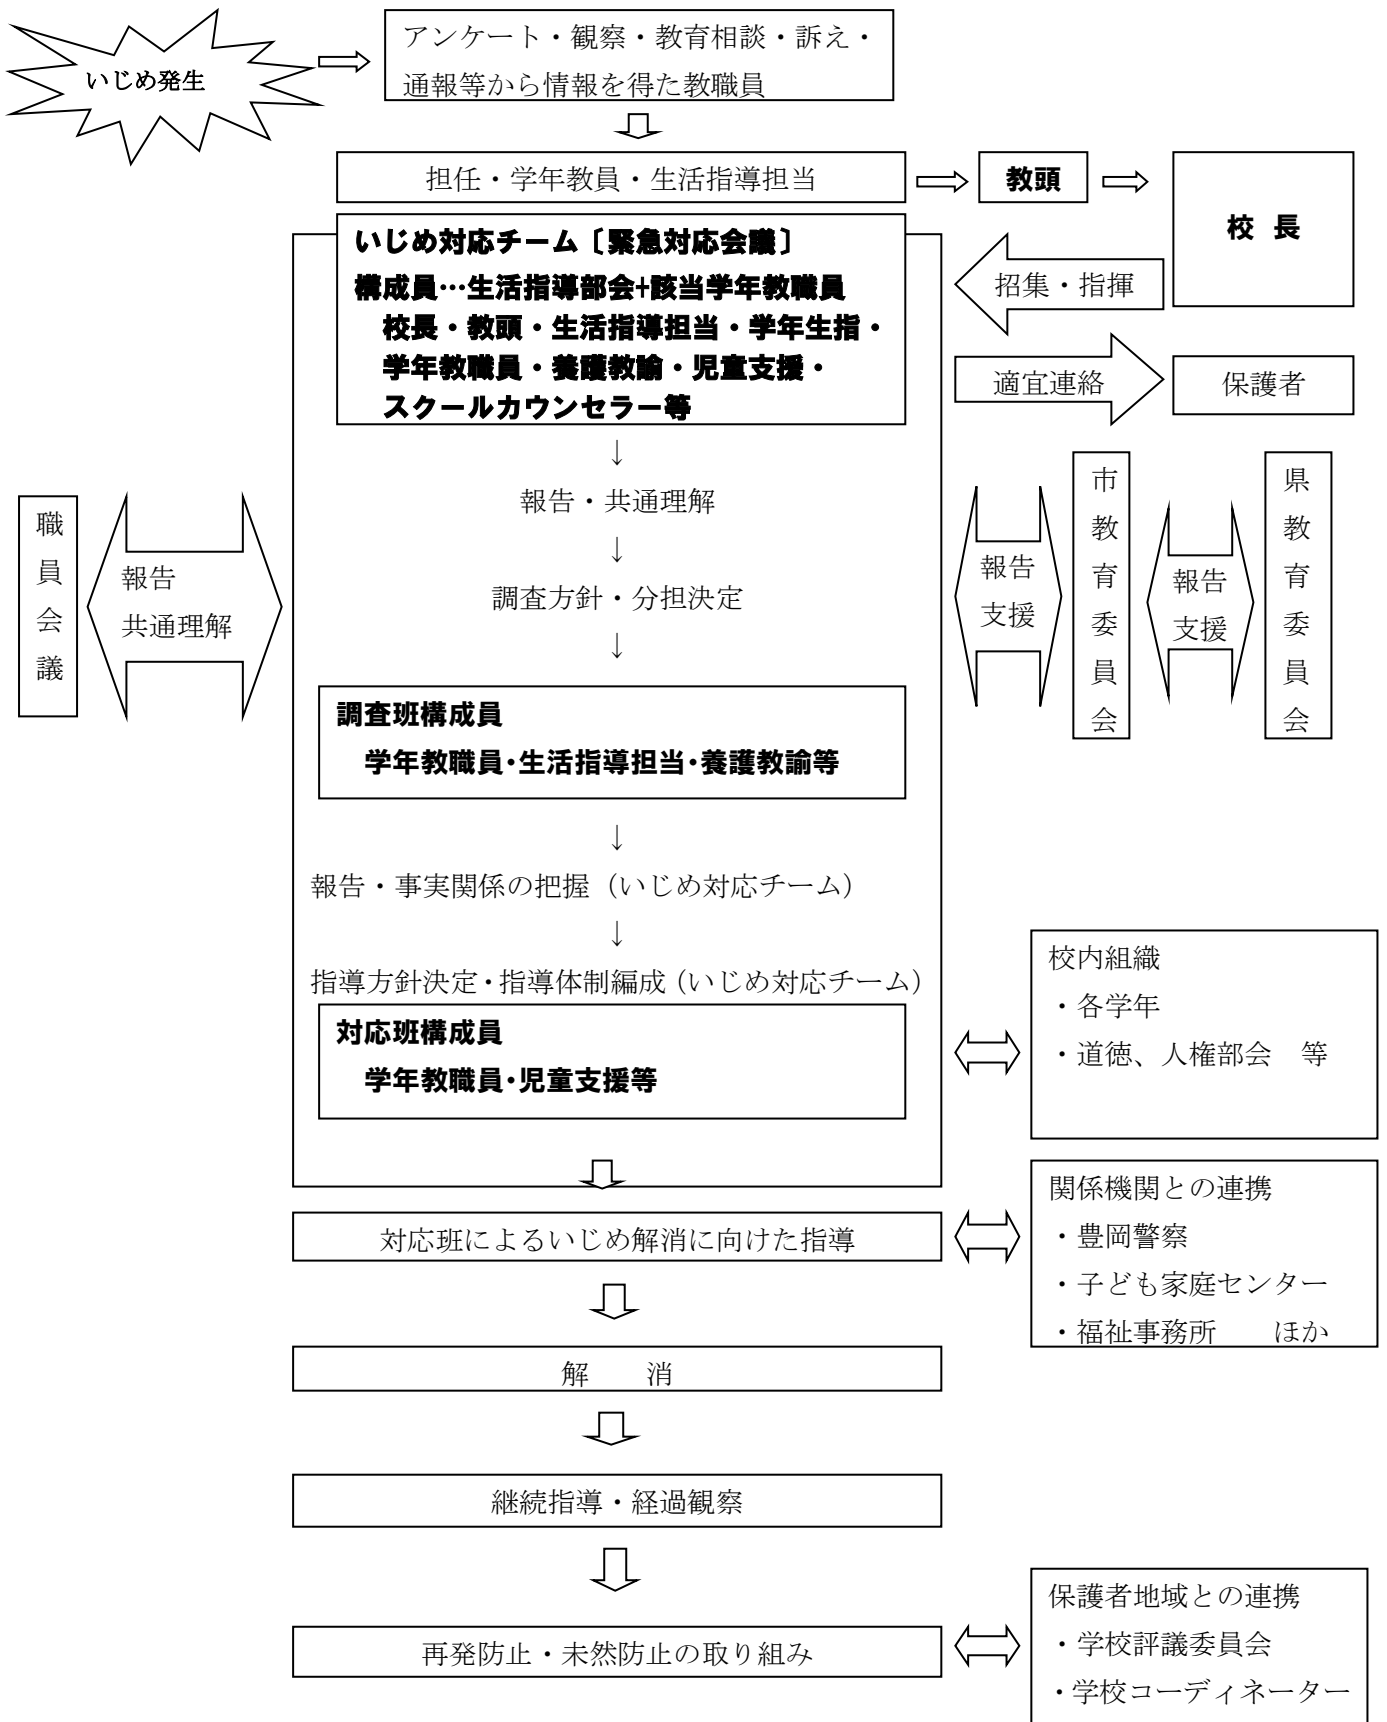 いじめ発生
アンケート・観察・教育相談・訴え・
通報等から情報を得た教職員
担任・学年教員・生活指導担当
教頭
校 長
いじめ対応チーム〔緊急対応会議〕
構成員…生活指導部会+該当学年教職員
校長・教頭・生活指導担当・学年生指・
学年教職員・養護教諭・児童支援・
スクールカウンセラー等
招集・指揮
適宜連絡
保護者
↓
報告・共通理解
↓
調査方針・分担決定
↓
職員会議
報告
共通理解
報告
支援
市教育委員会
報告
支援
県教育委員会
調査班構成員
学年教職員・生活指導担当・養護教諭等
↓
報告・事実関係の把握（いじめ対応チーム）
↓
指導方針決定・指導体制編成（いじめ対応チーム）
対応班構成員
学年教職員・児童支援等
校内組織
・各学年
・道徳、人権部会　等
対応班によるいじめ解消に向けた指導
関係機関との連携
・豊岡警察
・子ども家庭センター
・福祉事務所　　ほか
解　　消
継続指導・経過観察
再発防止・未然防止の取り組み
保護者地域との連携
・学校評議委員会
・学校コーディネーター